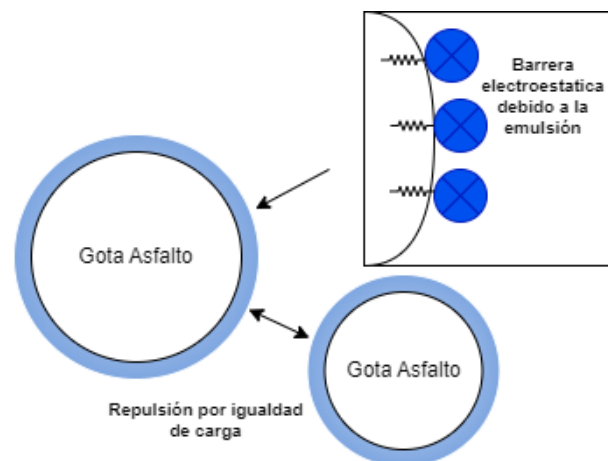 Barrera
electroestatica
debido a la
emulsión
Gota Asfalto
Gota Asfalto
Repulsión por igualdad
de carga